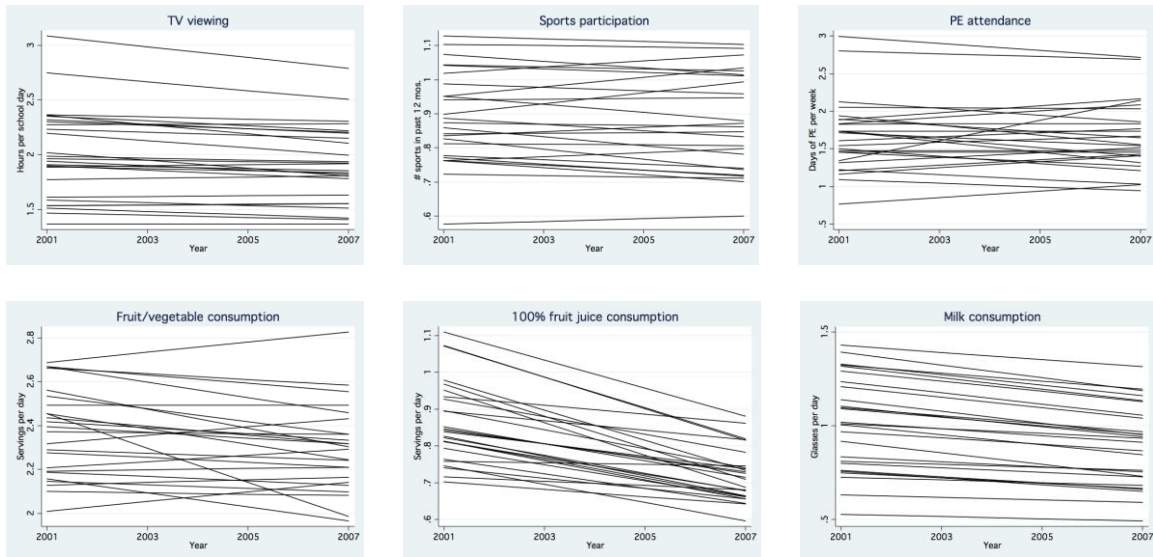 TV viewing
Hours per school day
3
2.5
2
1.5
2001 2003 2005 2007
Year
Sports participation
# sports in past 12 mos.
1.1
1
.9
.8
.7
.6
2001 2003 2005 2007
Year
PE attendance
Days of PE per week
3
2.5
2
1.5
1
.5
2001 2003 2005 2007
Year
Fruit/vegetable consumption
Servings per day
2.8
2.6
2.4
2.2
2
2001 2003 2005 2007
Year
100% fruit juice consumption
Servings per day
1.1
1
.9
.8
.7
.6
2001 2003 2005 2007
Year
Milk consumption
Glasses per day
1.5
1
.5
2001 2003 2005 2007
Year